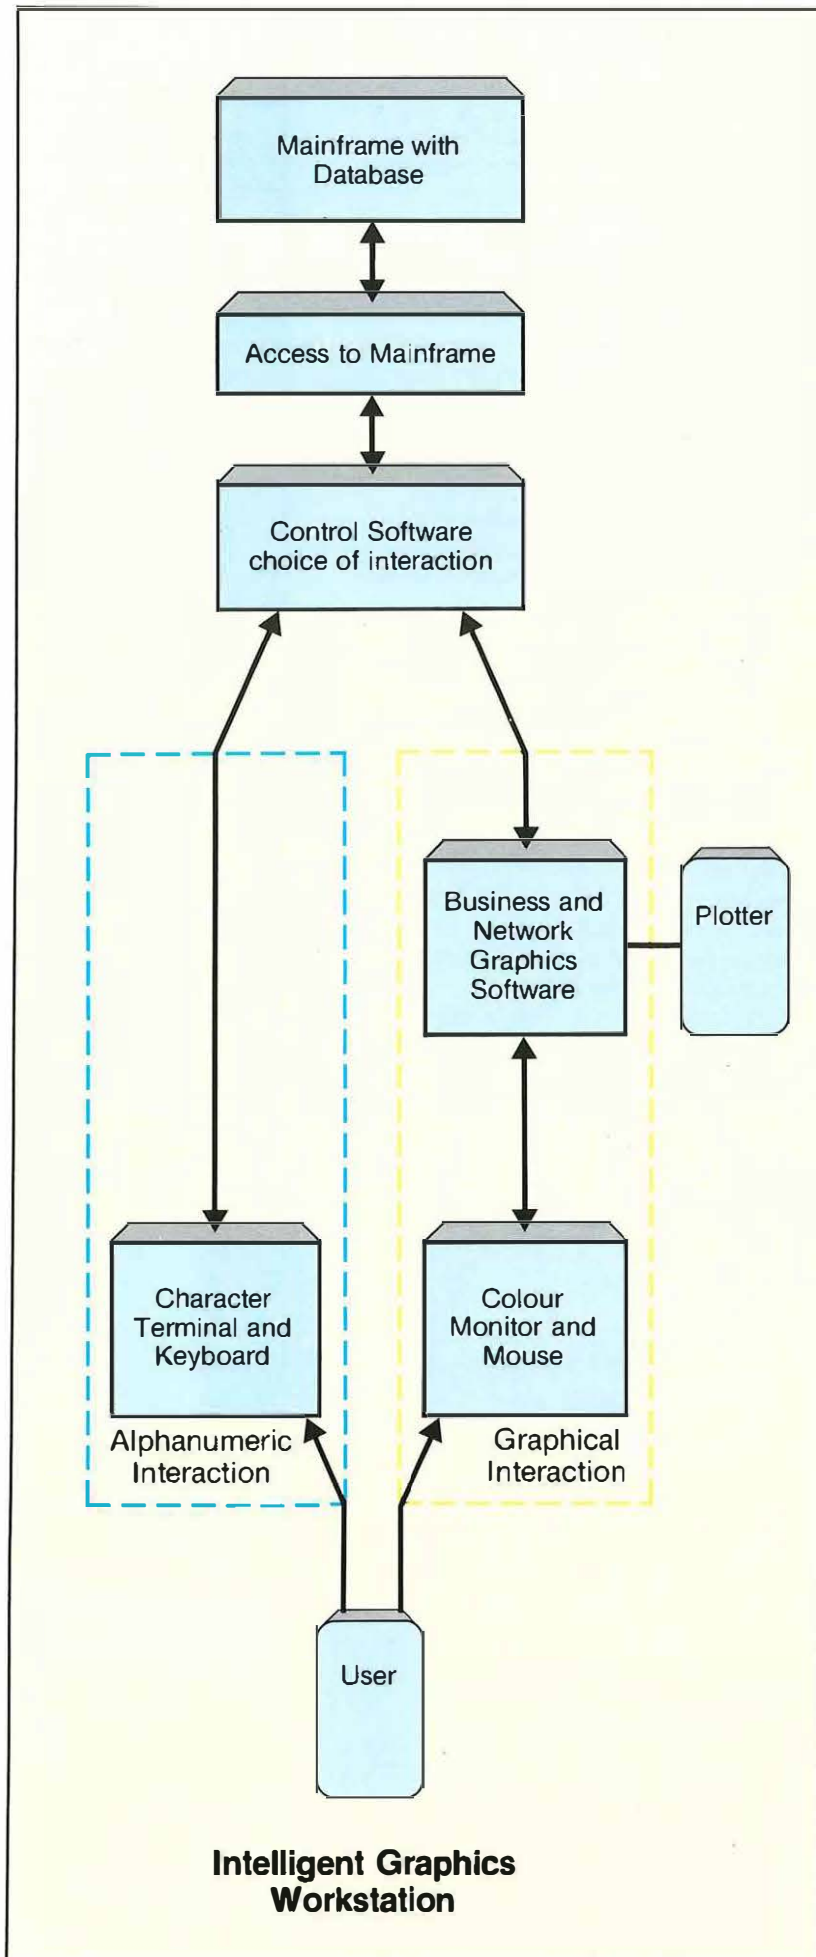 Mainframe with
Database
Access to Mainframe
Control Software
choice of interaction
Business and
Network
Graphics
Software
Plotter
Character
Terminal and
Keyboard
Colour
Monitor and
Mouse
Alphanumeric
Interaction
Graphical
Interaction
User
Intelligent Graphics
Workstation